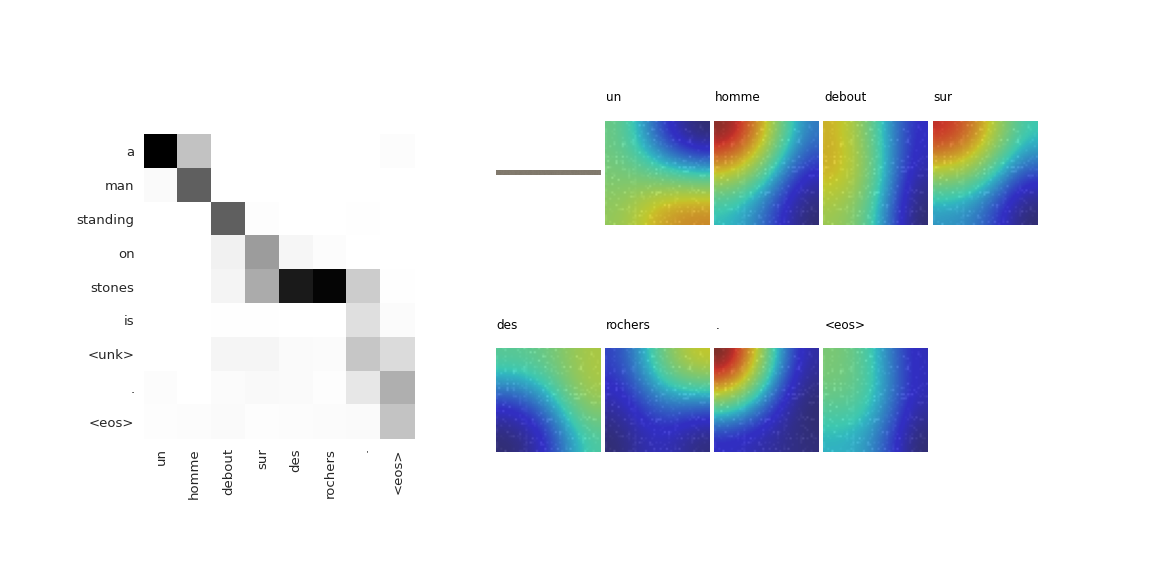 a
man
standing
on
stones
is
<unk>
.
<eos>
un homme debout sur des rochers . <eos>
un homme debout sur
des rochers . <eos>